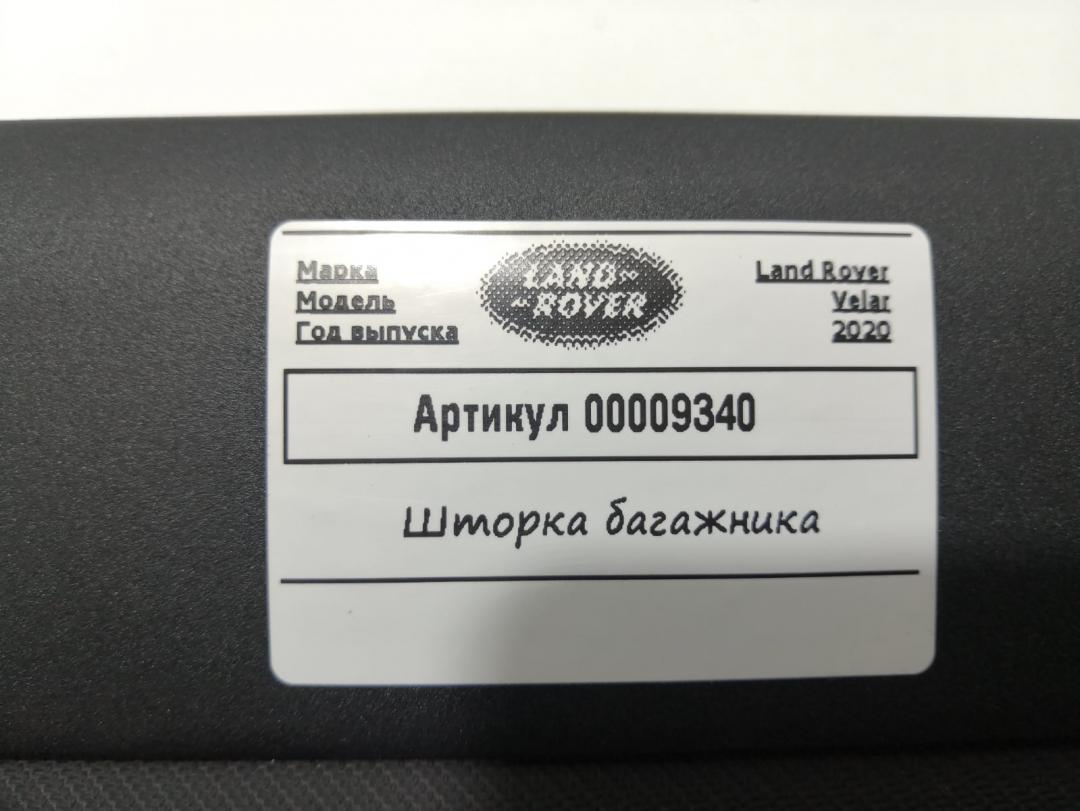 Марка LAND ROVER Land Rover
Модель Velar
Год выпуска 2020
Артикул 00009340
Шторка багажника